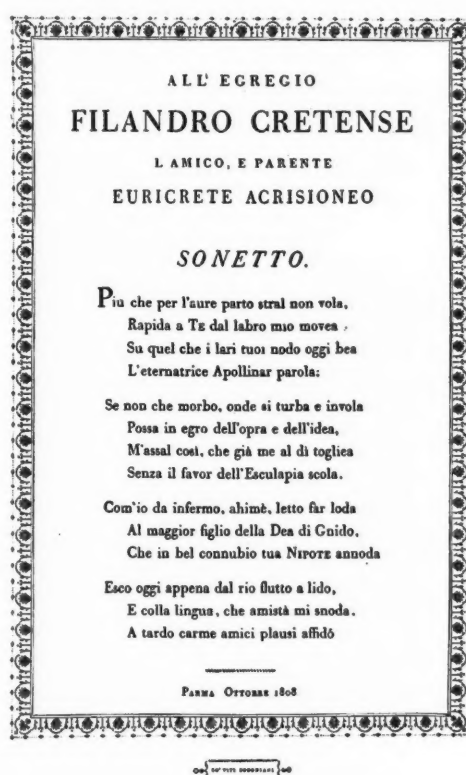 ALL' EGREGIO
FILANDRO CRETENSE
L AMICO, E PARENTE
EURICRETE ACRISIONEO
SONETTO.
Piu che per l'aure parto stral non vola,
Rapida a TE dal labro mio movea
Su quel che i lari tuoi nodo oggi bea
L'eternatrice Apollinar parola;
Se non che morbo, onde si turba e invola
Possa in egro dell'opra e dell'idea,
M'assal così, che già me al dì togliea
Senza il favor dell'Esculapia scola.
Com'io da infermo, ahimè, letto far loda
Al maggior figlio della Dea di Gnido,
Che in bel connubio tua NIPOTE annoda
Esco oggi appena dal rio flutto a lido,
E colla lingua, che amistà mi snoda.
A tardo carme amici plausi affidò
PARMA OTTOBRE 1808